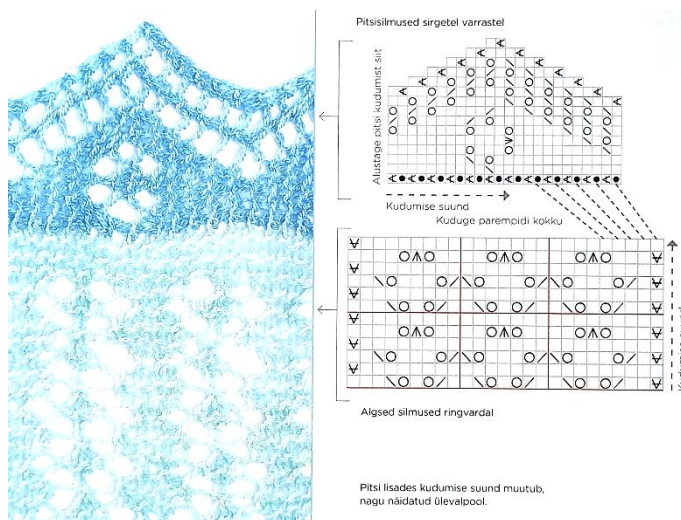 Pitsisilmused sirgetel varrastel
Alustage pitsi kudumist siit
Kudumise suund
Kuduge parempidi kokku
Algsed silmused ringvardal
Pitsi lisades kudumise suund muutub,
nagu näidatud ülevalpool.